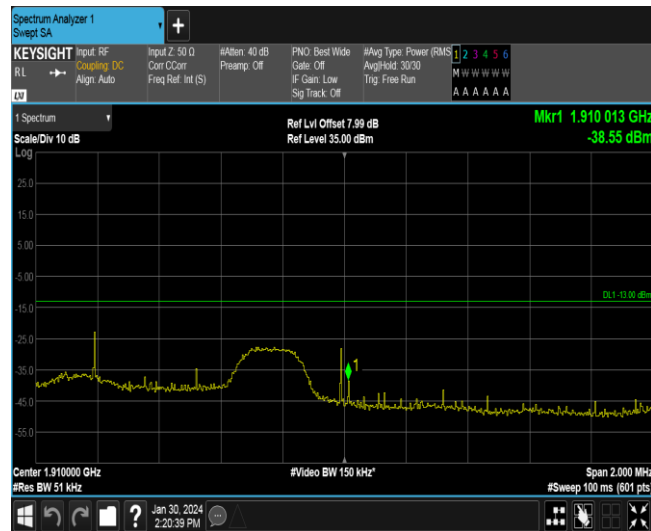 Spectrum Analyzer 1
Swept SA
KEYSIGHT
RL
LXI
Input: RF
Coupling: DC
Align: Auto
Input Z: 50 Ω
Corr CCorr
Freq Ref: Int (S)
#Atten: 40 dB
Preamp: Off
PNO: Best Wide
Gate: Off
IF Gain: Low
Sig Track: Off
#Avg Type: Power (RMS
Avg|Hold: 30/30
Trig: Free Run
1 2 3 4 5 6
M W W W W W
A A A A A A
1 Spectrum
Scale/Div 10 dB
Log
Ref Lvl Offset 7.99 dB
Ref Level 35.00 dBm
Mkr1 1.910 013 GHz
-38.55 dBm
25.0
15.0
5.00
-5.00
DL1 -13.00 dBm
-15.0
-25.0
1
-35.0
-45.0
-55.0
Center 1.910000 GHz
#Res BW 51 kHz
#Video BW 150 kHz*
Span 2.000 MHz
#Sweep 100 ms (601 pts
?
Jan 30, 2024
2:20:39 PM